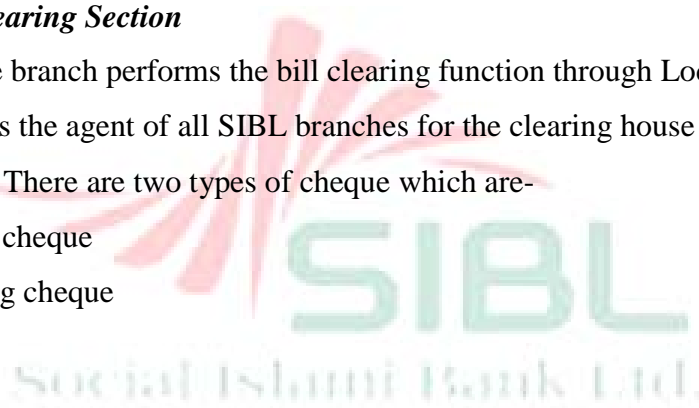 earing Section
e branch performs the bill clearing function through Loc
s the agent of all SIBL branches for the clearing house
There are two types of cheque which are-
cheque
g cheque
SIBL
Social Islami Bank Ltd.